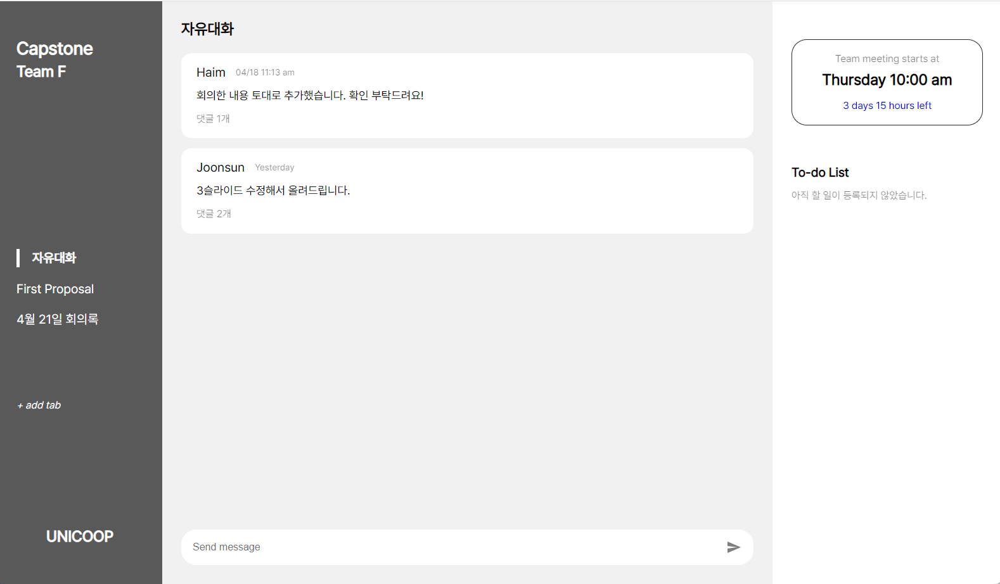 Capstone
Team F
자유대화
First Proposal
4월 21일 회의록
+ add tab
UNICOOP
자유대화
Haim 04/18 11:13 am
회의한 내용 토대로 추가했습니다. 확인 부탁드려요!
댓글 1개
Joonsun Yesterday
3슬라이드 수정해서 올려드립니다.
댓글 2개
Send message
Team meeting starts at
Thursday 10:00 am
3 days 15 hours left
To-do List
아직 할 일이 등록되지 않았습니다.